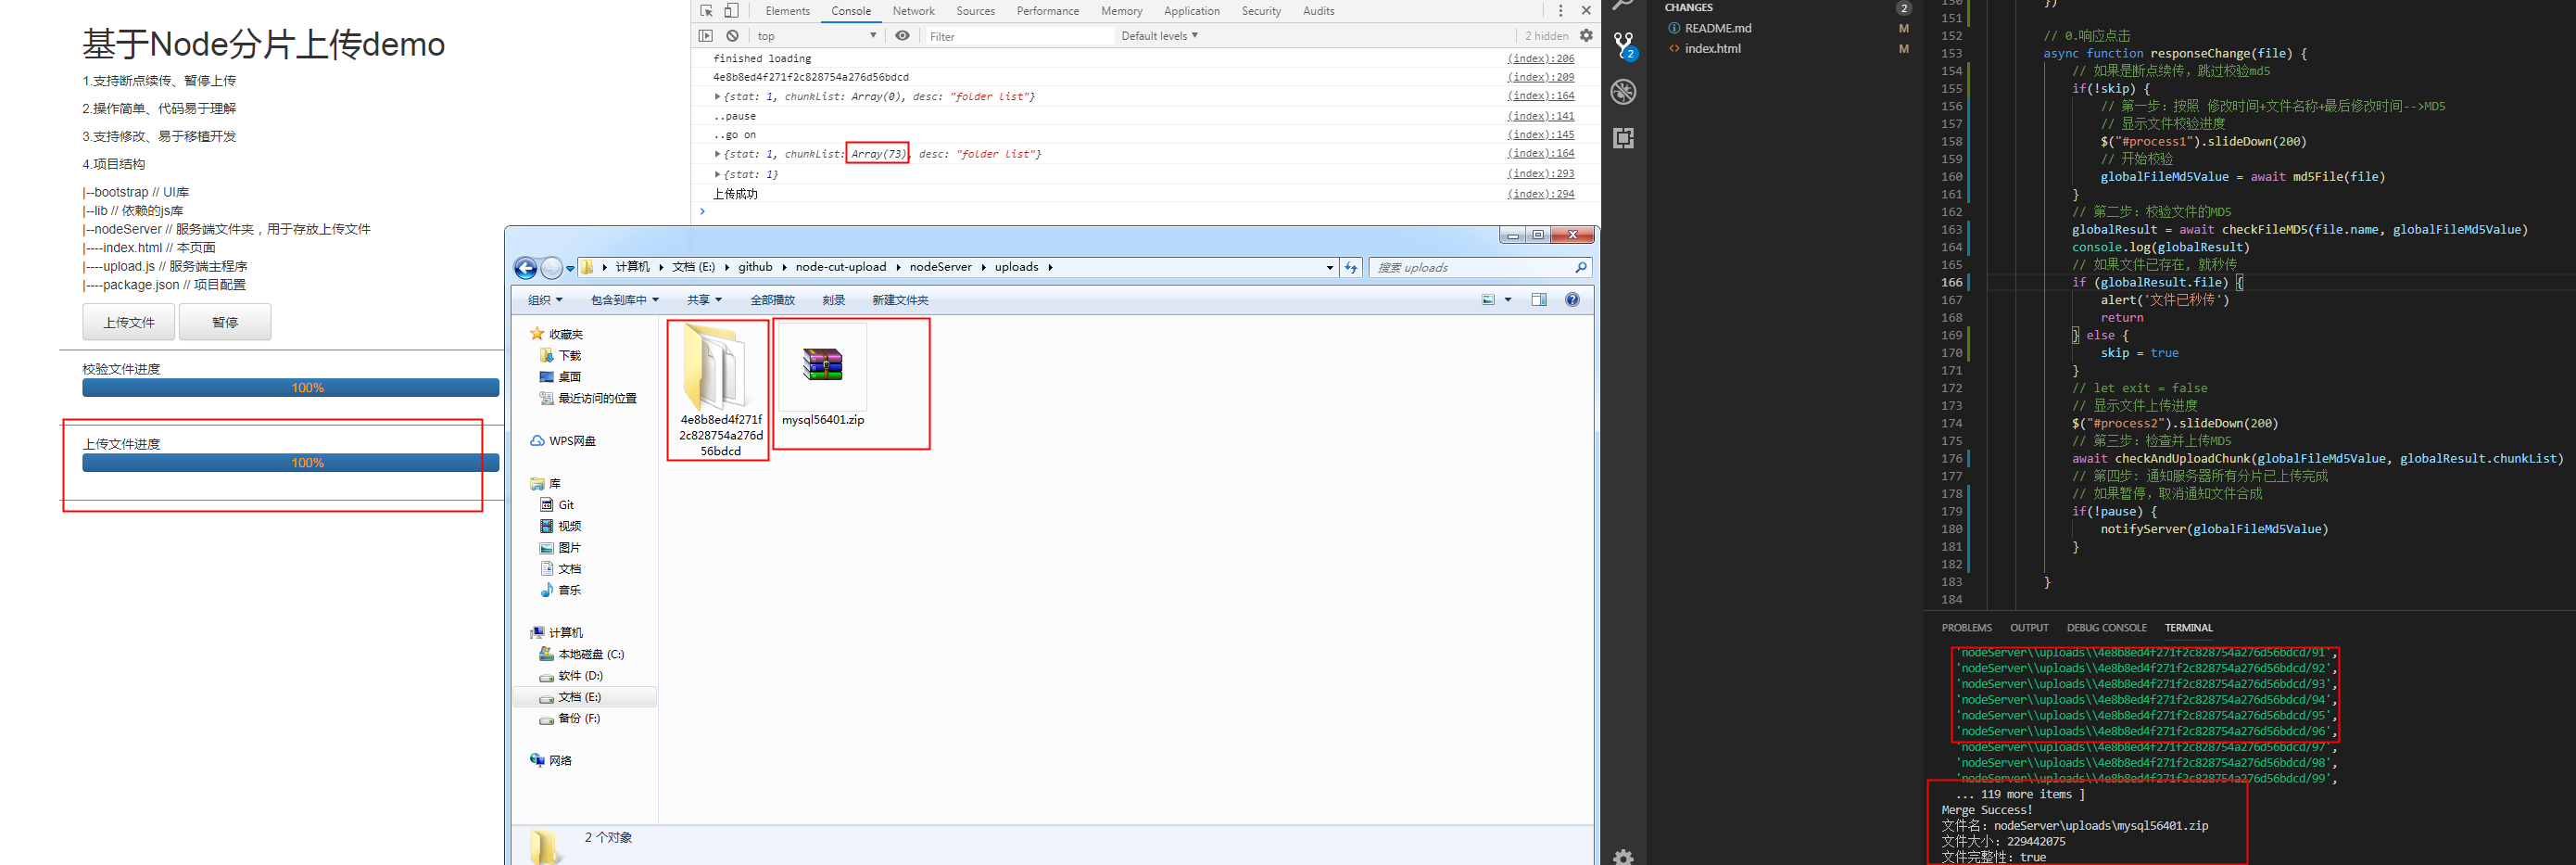 基于Node分片上传demo
1.支持断点续传、暂停上传
2.操作简单、代码易于理解
3.支持修改、易于移植开发
4.项目结构
|--bootstrap // UI库
|--lib // 依赖的js库
|--nodeServer // 服务端文件夹，用于存放上传文件
|----index.html // 本页面
|----upload.js // 服务端主程序
|----package.json // 项目配置
上传文件 暂停
校验文件进度
100%
上传文件进度
100%
Elements Console Network Sources Performance Memory Application Security Audits
top Filter Default levels 2 hidden
finished loading (index):206
4e8b8ed4f271f2c828754a276d56bdcd (index):209
{stat: 1, chunkList: Array(0), desc: "folder list"} (index):164
..pause (index):141
..go on (index):145
{stat: 1, chunkList: Array(73), desc: "folder list"} (index):164
{stat: 1} (index):293
上传成功 (index):294
计算机 文档 (E:) github node-cut-upload nodeServer uploads 搜索 uploads
组织 包含到库中 共享 全部播放 刻录 新建文件夹
收藏夹
下载
桌面
最近访问的位置
WPS网盘
库
Git
视频
图片
文档
音乐
计算机
本地磁盘 (C:)
软件 (D:)
文档 (E:)
备份 (F:)
网络
4e8b8ed4f271f
2c828754a276d
56bdcd
mysql56401.zip
2 个对象
2
CHANGES 2
README.md M
index.html M
150 })
151
152 // 0.响应点击
153 async function responseChange(file) {
154 // 如果是断点续传，跳过校验md5
155 if(!skip) {
156 // 第一步：按照 修改时间+文件名称+最后修改时间-->MD5
157 // 显示文件校验进度
158 $("#process1").slideDown(200)
159 // 开始校验
160 globalFileMd5Value = await md5File(file)
161 }
162 // 第二步：校验文件的MD5
163 globalResult = await checkFileMD5(file.name, globalFileMd5Value)
164 console.log(globalResult)
165 // 如果文件已存在, 就秒传
166 if (globalResult.file) {
167 alert('文件已秒传')
168 return
169 } else {
170 skip = true
171 }
172 // let exit = false
173 // 显示文件上传进度
174 $("#process2").slideDown(200)
175 // 第三步：检查并上传MD5
176 await checkAndUploadChunk(globalFileMd5Value, globalResult.chunkList)
177 // 第四步: 通知服务器所有分片已上传完成
178 // 如果暂停，取消通知文件合成
179 if(!pause) {
180 notifyServer(globalFileMd5Value)
181 }
182
183 }
184
PROBLEMS OUTPUT DEBUG CONSOLE TERMINAL
'nodeServer\\uploads\\4e8b8ed4f271f2c828754a276d56bdcd/91',
'nodeServer\\uploads\\4e8b8ed4f271f2c828754a276d56bdcd/92',
'nodeServer\\uploads\\4e8b8ed4f271f2c828754a276d56bdcd/93',
'nodeServer\\uploads\\4e8b8ed4f271f2c828754a276d56bdcd/94',
'nodeServer\\uploads\\4e8b8ed4f271f2c828754a276d56bdcd/95',
'nodeServer\\uploads\\4e8b8ed4f271f2c828754a276d56bdcd/96',
'nodeServer\\uploads\\4e8b8ed4f271f2c828754a276d56bdcd/97',
'nodeServer\\uploads\\4e8b8ed4f271f2c828754a276d56bdcd/98',
'nodeServer\\uploads\\4e8b8ed4f271f2c828754a276d56bdcd/99',
... 119 more items ]
Merge Success!
文件名: nodeServer\uploads\mysql56401.zip
文件大小: 229442075
文件完整性: true